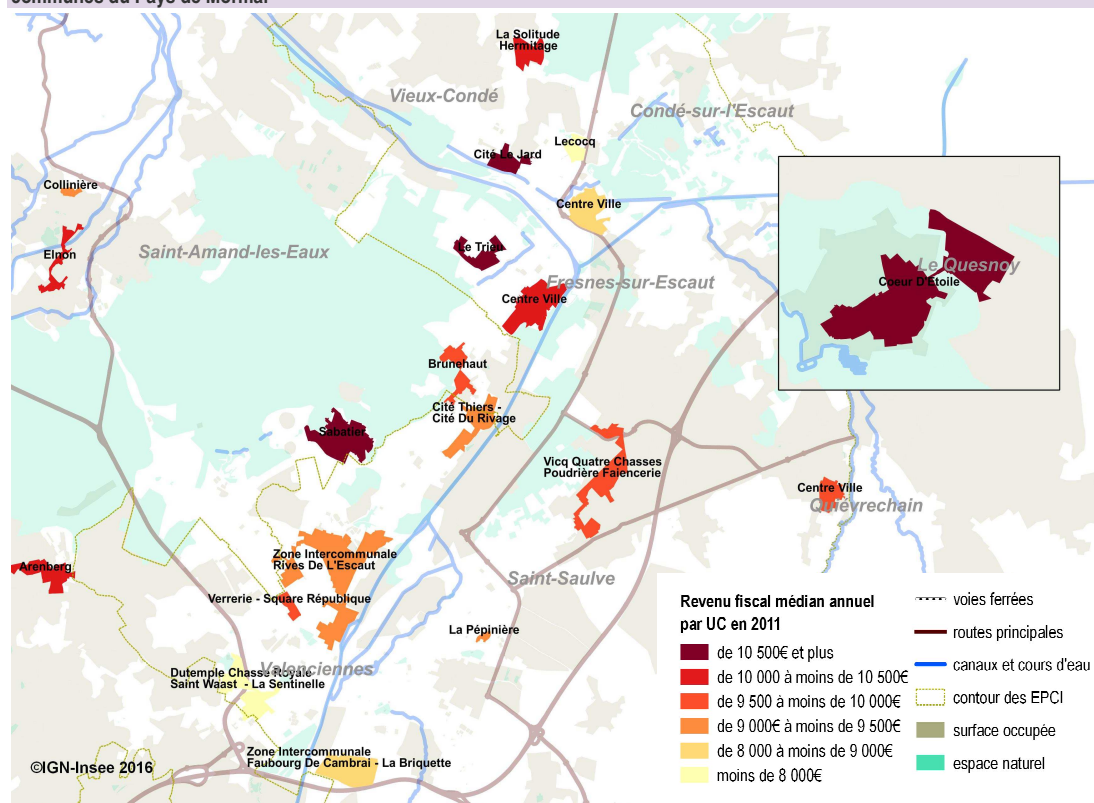 communes du Pays de Mormal
La Solitude
Hermitage
Vieux-Condé
Condé-sur-l'Escaut
Lecocq
Cité Le Jard
Collinière
Centre Ville
Elnon
Saint-Amand-les-Eaux
Le Trieu
Le Quesnoy
Coeur D'Etoile
Fresnes-sur-Escaut
Centre Ville
Brunehaut
Cité Thiers -
Cité Du Rivage
Sabatier
Vicq Quatre Chasses
Poudrière Faiencerie
Centre Ville
Quiévrechain
Zone Intercommunale
Rives De L'Escaut
Arenberg
Saint-Saulve
Verrerie - Square République
La Pépinière
Valenciennes
Dutemple Chasse Royale
Saint Waast - La Sentinelle
Zone Intercommunale
Faubourg De Cambrai - La Briquette
©IGN-Insee 2016
Revenu fiscal médian annuel
par UC en 2011
de 10 500€ et plus
de 10 000 à moins de 10 500€
de 9 500 à moins de 10 000€
de 9 000€ à moins de 9 500€
de 8 000 à moins de 9 000€
moins de 8 000€
voies ferrées
routes principales
canaux et cours d'eau
contour des EPCI
surface occupée
espace naturel